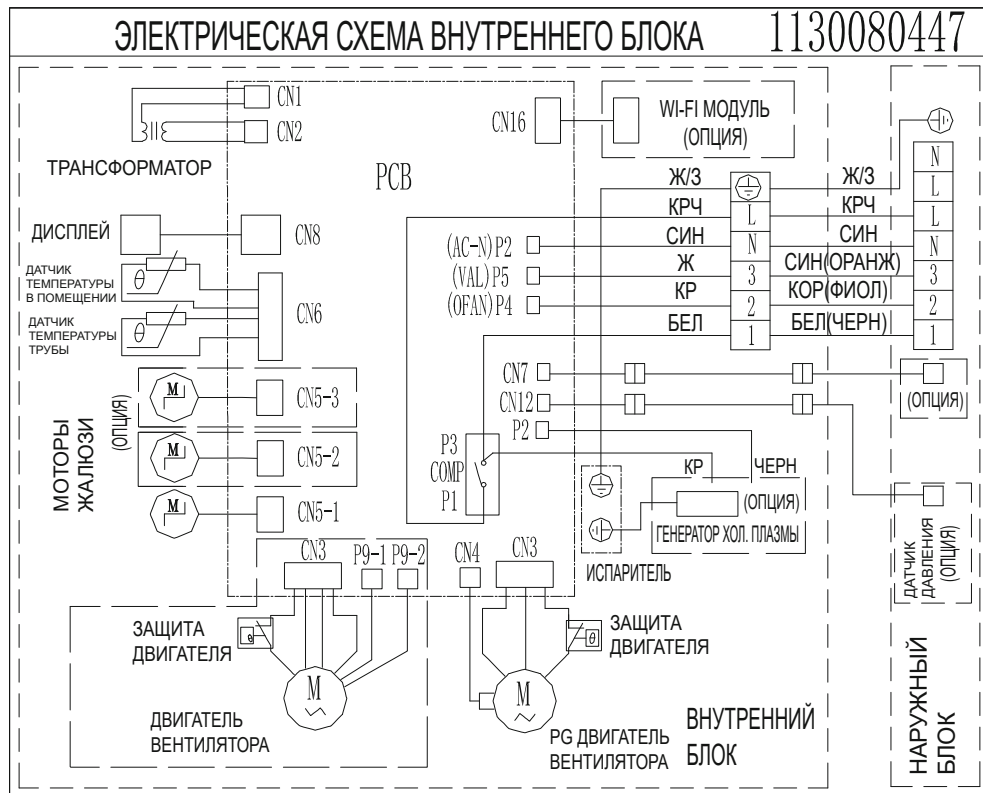 ЭЛЕКТРИЧЕСКАЯ СХЕМА ВНУТРЕННЕГО БЛОКА
1130080447
CN1
CN2
ТРАНСФОРМАТОР
PCB
CN16
WI-FI МОДУЛЬ
(ОПЦИЯ)
ДИСПЛЕЙ
CN8
ДАТЧИК
ТЕМПЕРАТУРЫ
В ПОМЕЩЕНИИ
θ
ДАТЧИК
ТЕМПЕРАТУРЫ
ТРУБЫ
θ
CN6
(AC-N) P2
(VAL) P5
(OFAN) P4
Ж/З
КРЧ
СИН
Ж
КР
БЕЛ
L
N
3
2
1
Ж/З
КРЧ
СИН
СИН(ОРАНЖ)
КОР(ФИОЛ)
БЕЛ(ЧЕРН)
N
L
L
N
3
2
1
МОТОРЫ
ЖАЛЮЗИ
(ОПЦИЯ)
M
CN5-3
M
CN5-2
M
CN5-1
CN7
CN12
P2
(ОПЦИЯ)
P3
COMP
P1
КР
ЧЕРН
(ОПЦИЯ)
ГЕНЕРАТОР ХОЛ. ПЛАЗМЫ
ИСПАРИТЕЛЬ
ДАТЧИК
ДАВЛЕНИЯ
(ОПЦИЯ)
CN3
P9-1
P9-2
CN4
CN3
ЗАЩИТА
ДВИГАТЕЛЯ
θ
M
ДВИГАТЕЛЬ
ВЕНТИЛЯТОРА
θ
ЗАЩИТА
ДВИГАТЕЛЯ
M
PG ДВИГАТЕЛЬ
ВЕНТИЛЯТОРА
ВНУТРЕННИЙ
БЛОК
НАРУЖНЫЙ
БЛОК